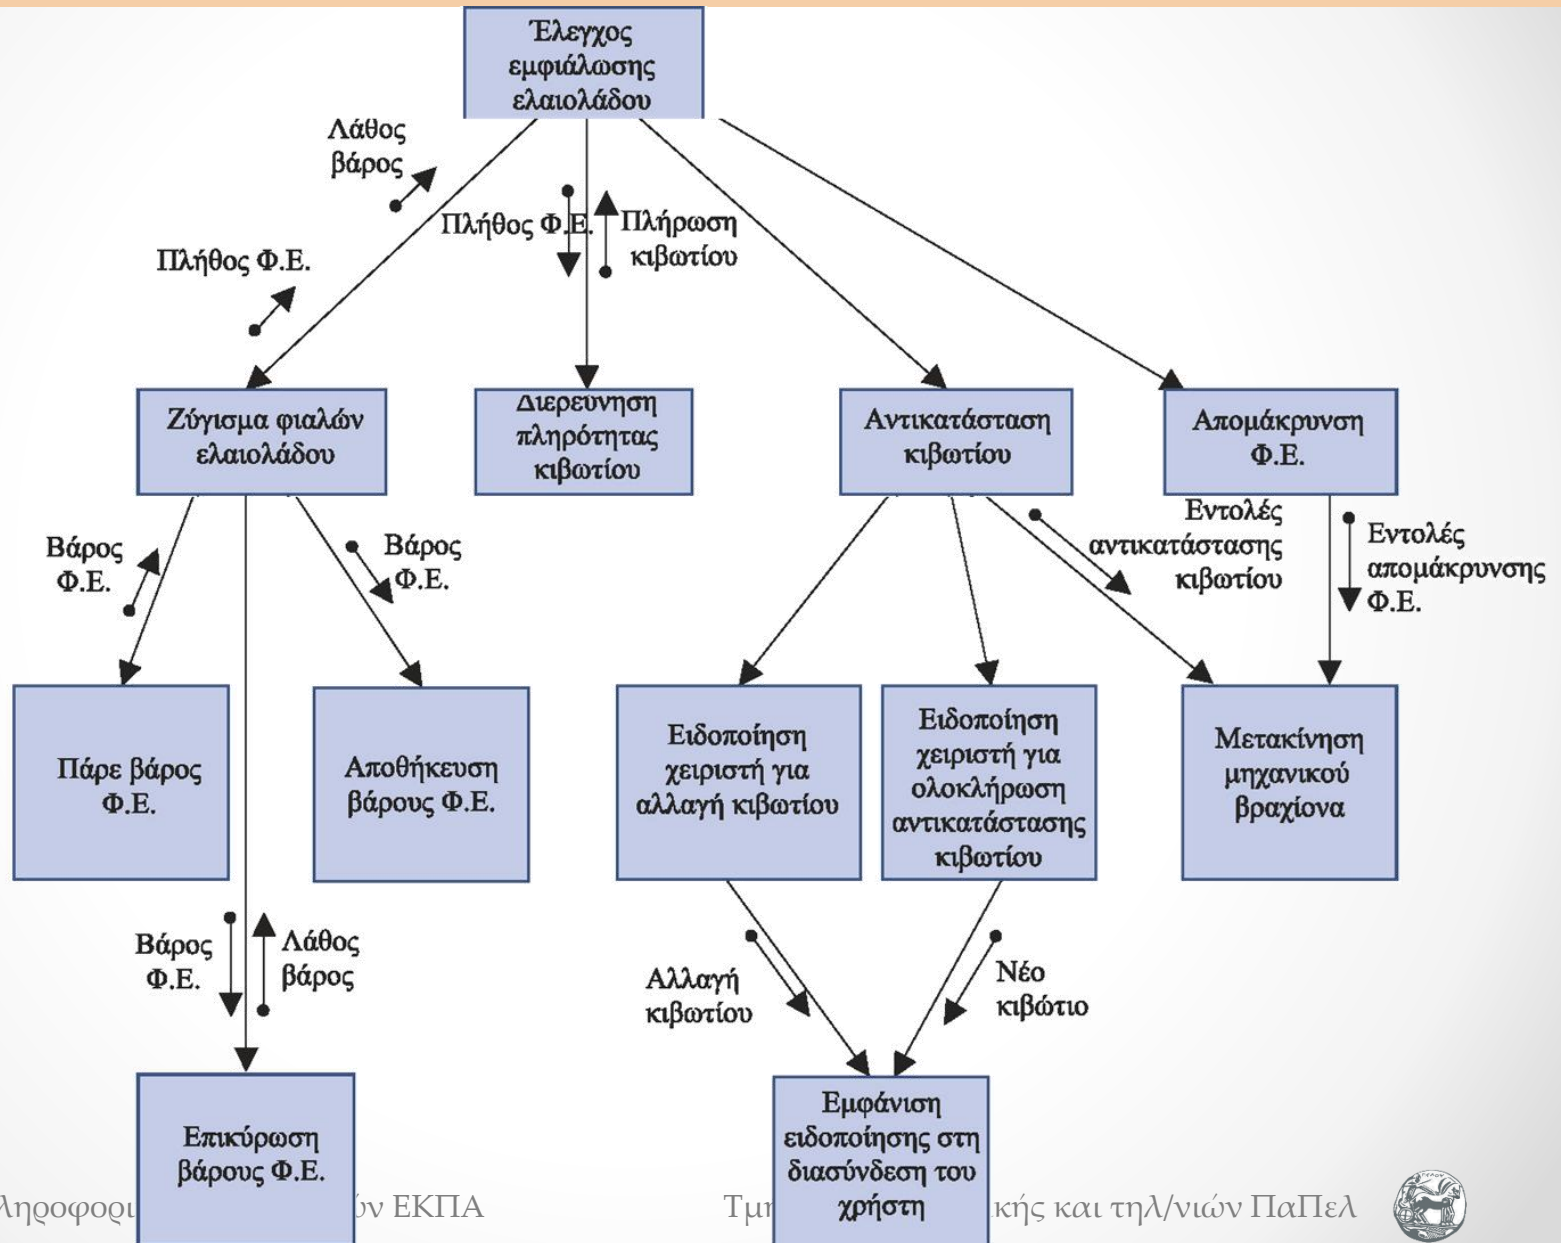 Έλεγχος
εμφιάλωσης
ελαιολάδου
Λάθος
βάρος
Πλήθος Φ.Ε.
Πλήθος Φ.Ε.
Πλήρωση
κιβωτίου
Ζύγισμα φιαλών
ελαιολάδου
Διερεύνηση
πληρότητας
κιβωτίου
Αντικατάσταση
κιβωτίου
Απομάκρυνση
Φ.Ε.
Βάρος
Φ.Ε.
Βάρος
Φ.Ε.
Εντολές
αντικατάστασης
κιβωτίου
Εντολές
απομάκρυνσης
Φ.Ε.
Πάρε βάρος
Φ.Ε.
Αποθήκευση
βάρους Φ.Ε.
Ειδοποίηση
χειριστή για
αλλαγή κιβωτίου
Ειδοποίηση
χειριστή για
ολοκλήρωση
αντικατάστασης
κιβωτίου
Μετακίνηση
μηχανικού
βραχίονα
Βάρος
Φ.Ε.
Λάθος
βάρος
Αλλαγή
κιβωτίου
Νέο
κιβώτιο
Επικύρωση
βάρους Φ.Ε.
Εμφάνιση
ειδοποίησης στη
διασύνδεση του
χρήστη
ΕΚΠΑ
και τηλ/νιών ΠαΠελ